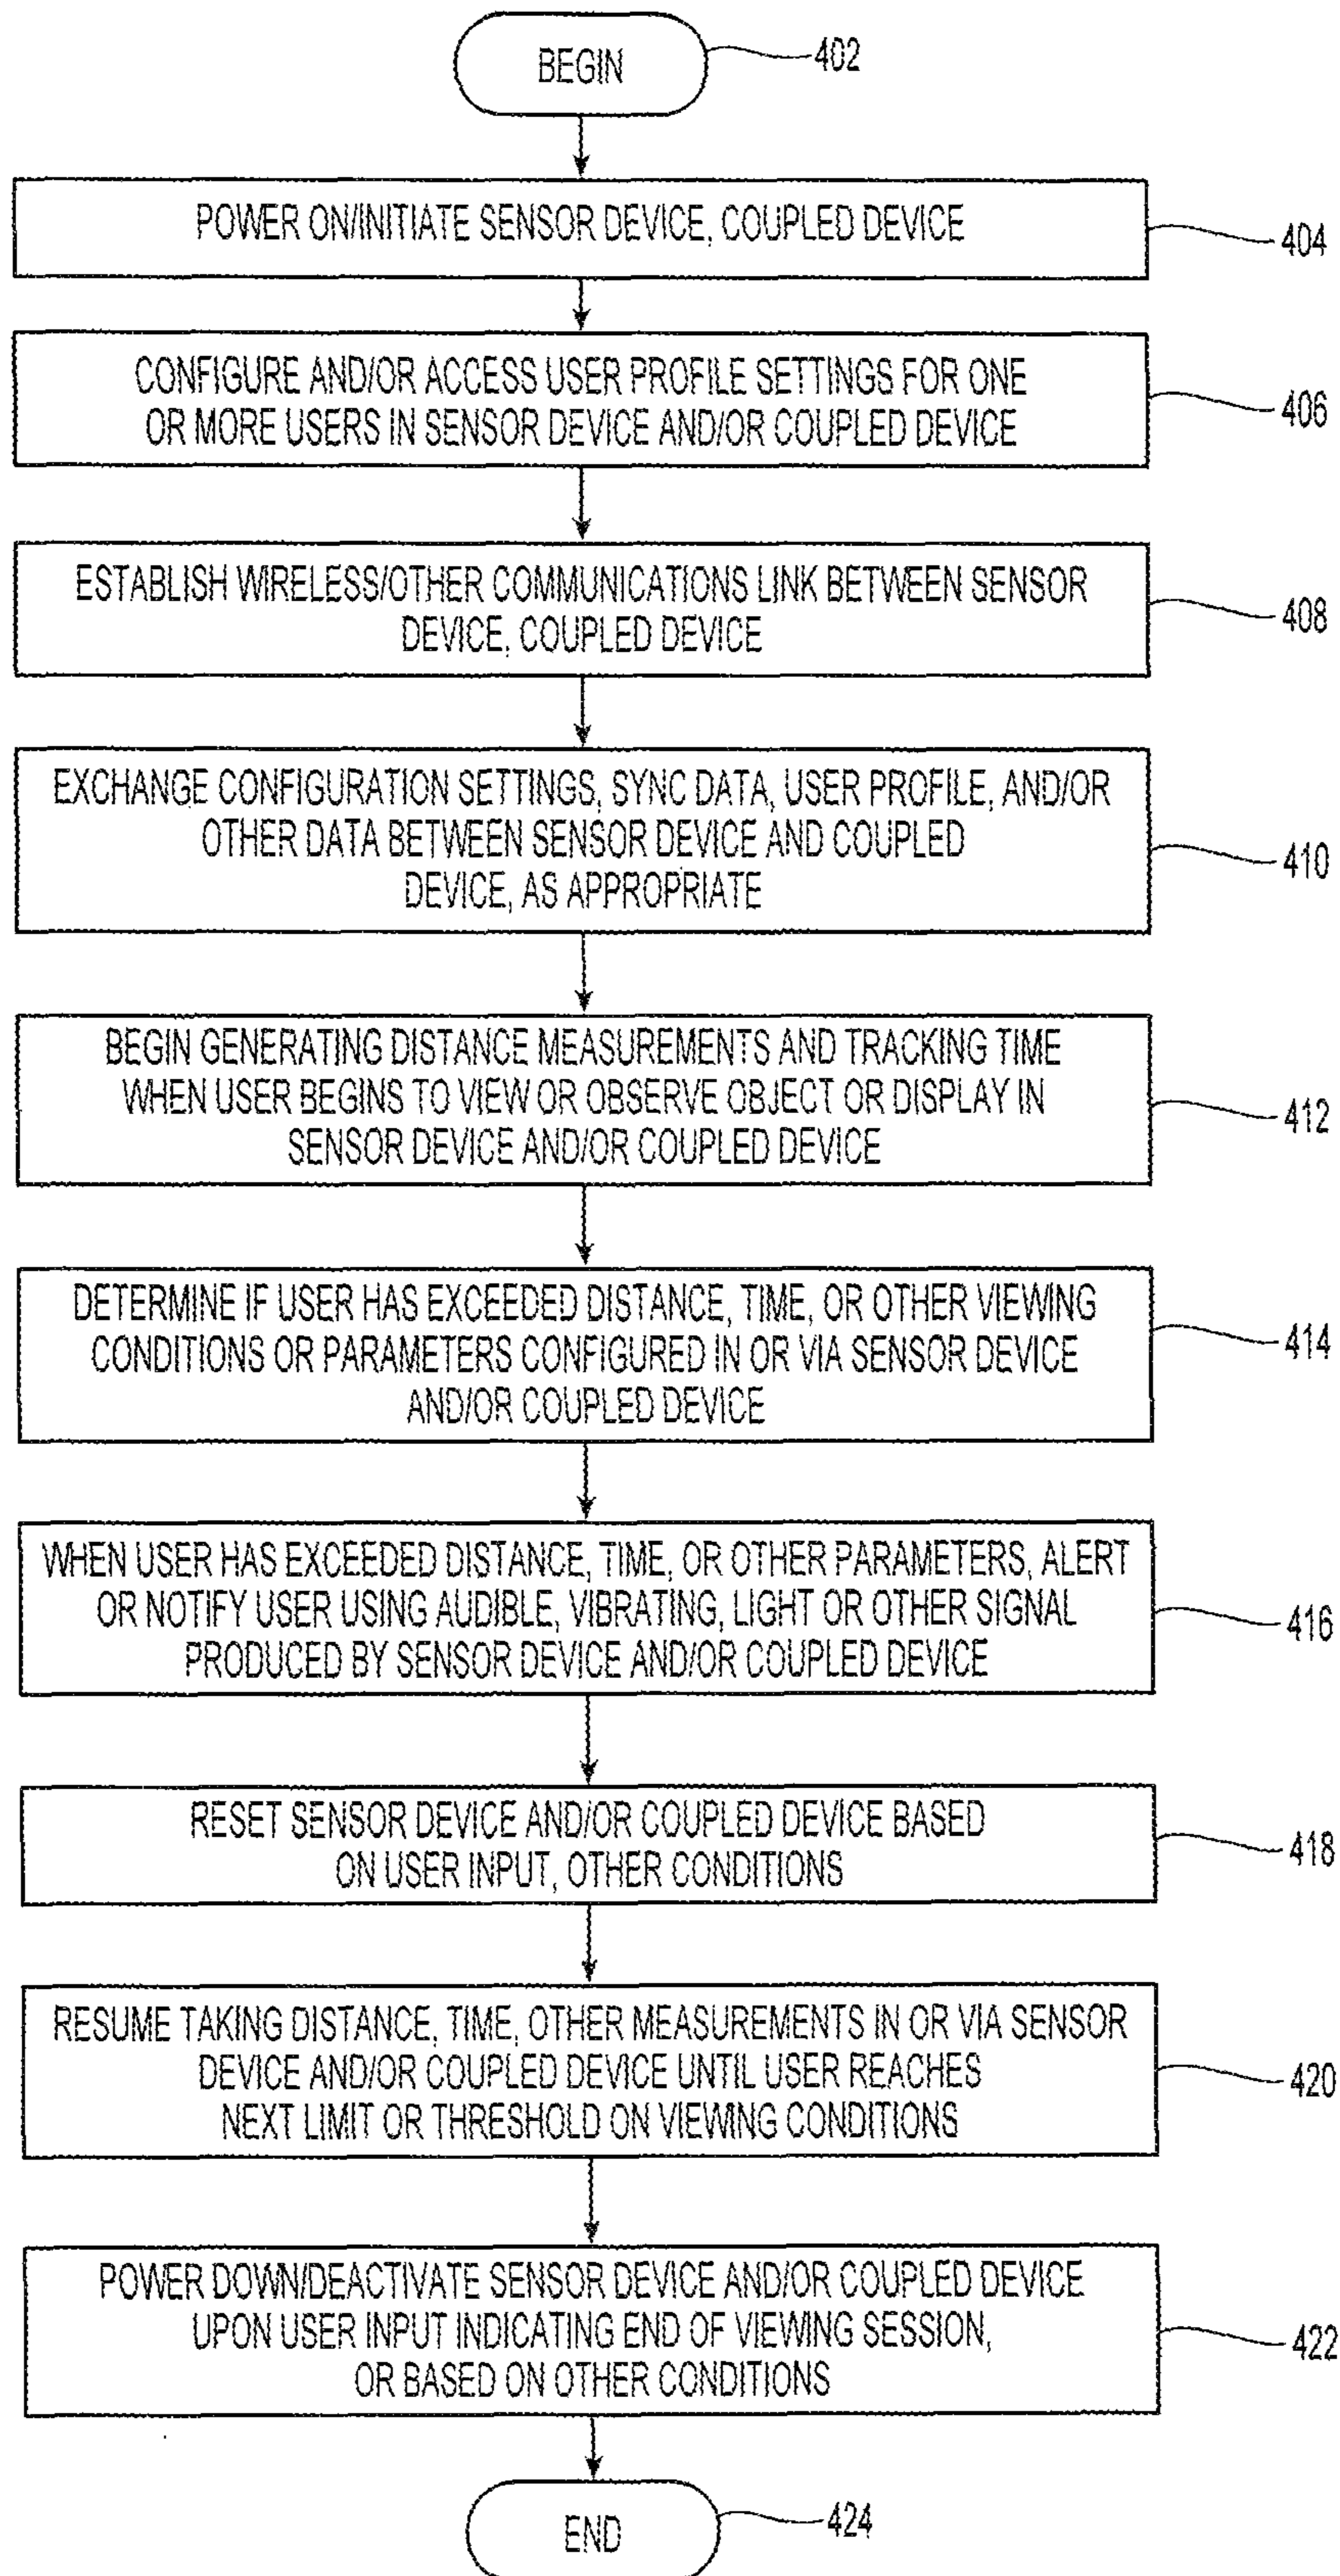 BEGIN
402
POWER ON/INITIATE SENSOR DEVICE, COUPLED DEVICE
404
CONFIGURE AND/OR ACCESS USER PROFILE SETTINGS FOR ONE
OR MORE USERS IN SENSOR DEVICE AND/OR COUPLED DEVICE
406
ESTABLISH WIRELESS/OTHER COMMUNICATIONS LINK BETWEEN SENSOR
DEVICE, COUPLED DEVICE
408
EXCHANGE CONFIGURATION SETTINGS, SYNC DATA, USER PROFILE, AND/OR
OTHER DATA BETWEEN SENSOR DEVICE AND COUPLED
DEVICE, AS APPROPRIATE
410
BEGIN GENERATING DISTANCE MEASUREMENTS AND TRACKING TIME
WHEN USER BEGINS TO VIEW OR OBSERVE OBJECT OR DISPLAY IN
SENSOR DEVICE AND/OR COUPLED DEVICE
412
DETERMINE IF USER HAS EXCEEDED DISTANCE, TIME, OR OTHER VIEWING
CONDITIONS OR PARAMETERS CONFIGURED IN OR VIA SENSOR DEVICE
AND/OR COUPLED DEVICE
414
WHEN USER HAS EXCEEDED DISTANCE, TIME, OR OTHER PARAMETERS, ALERT
OR NOTIFY USER USING AUDIBLE, VIBRATING, LIGHT OR OTHER SIGNAL
PRODUCED BY SENSOR DEVICE AND/OR COUPLED DEVICE
416
RESET SENSOR DEVICE AND/OR COUPLED DEVICE BASED
ON USER INPUT, OTHER CONDITIONS
418
RESUME TAKING DISTANCE, TIME, OTHER MEASUREMENTS IN OR VIA SENSOR
DEVICE AND/OR COUPLED DEVICE UNTIL USER REACHES
NEXT LIMIT OR THRESHOLD ON VIEWING CONDITIONS
420
POWER DOWN/DEACTIVATE SENSOR DEVICE AND/OR COUPLED DEVICE
UPON USER INPUT INDICATING END OF VIEWING SESSION,
OR BASED ON OTHER CONDITIONS
422
END
424